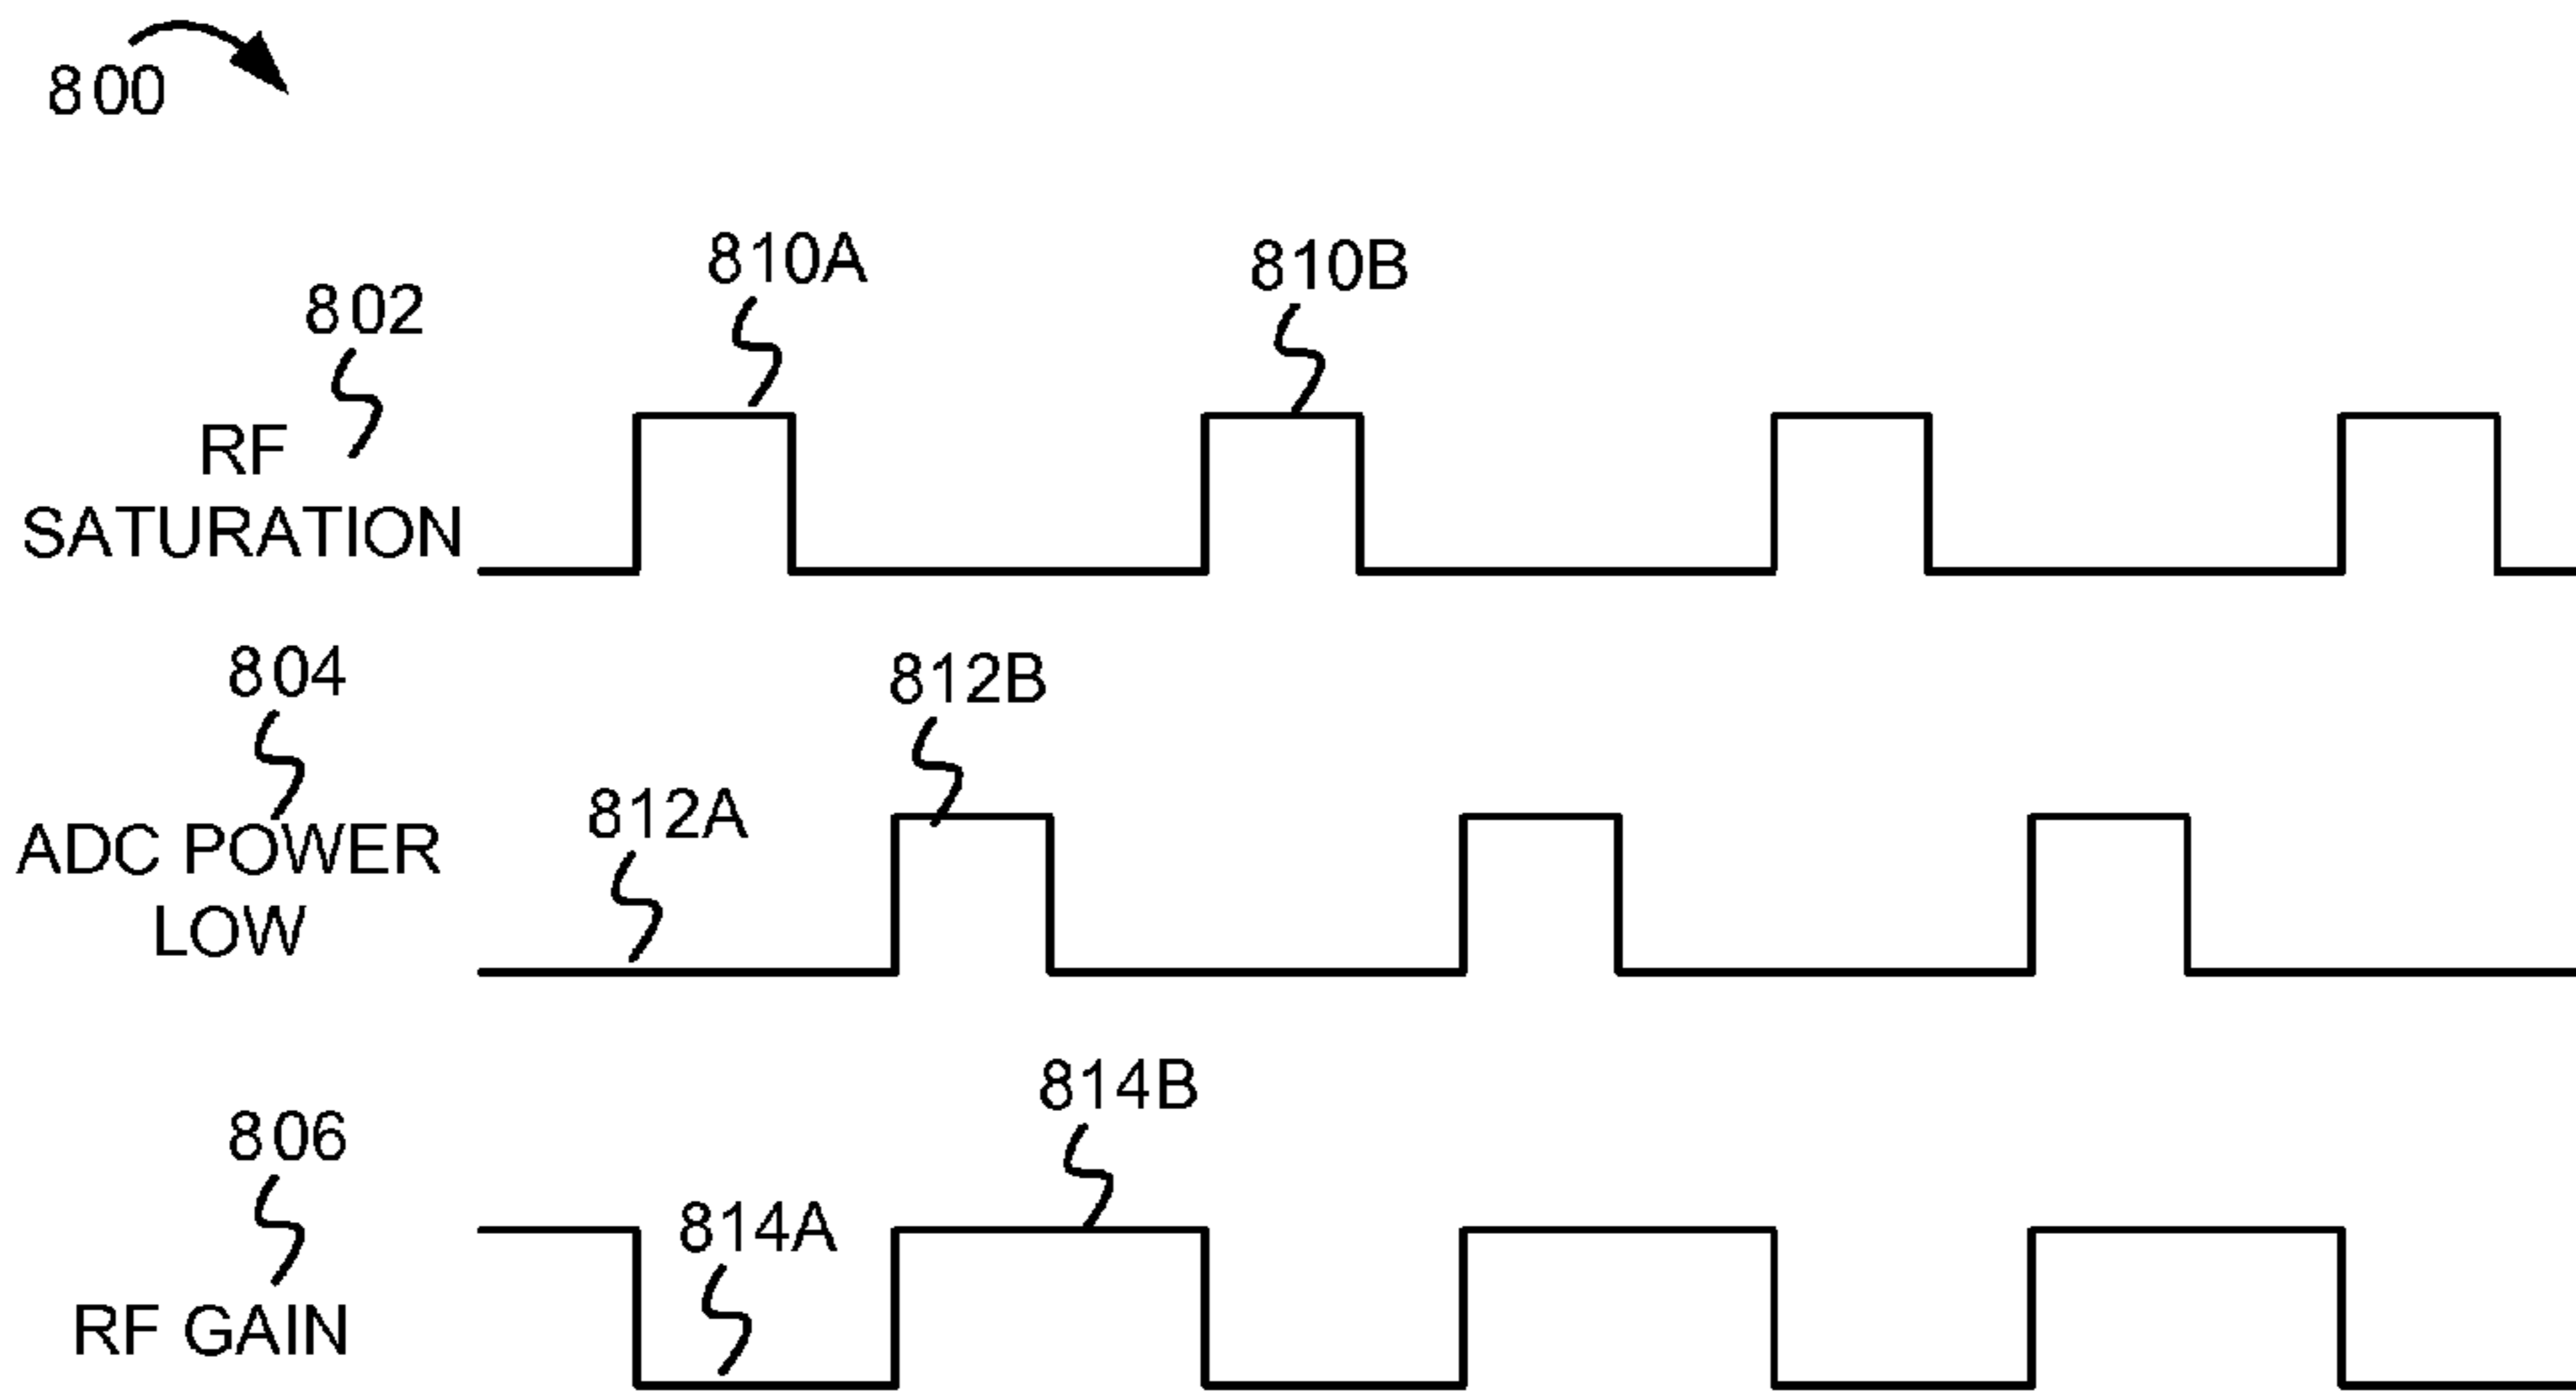 800
810A
810B
802
RF
SATURATION
804
812B
812A
ADC POWER
LOW
814B
806
814A
RF GAIN